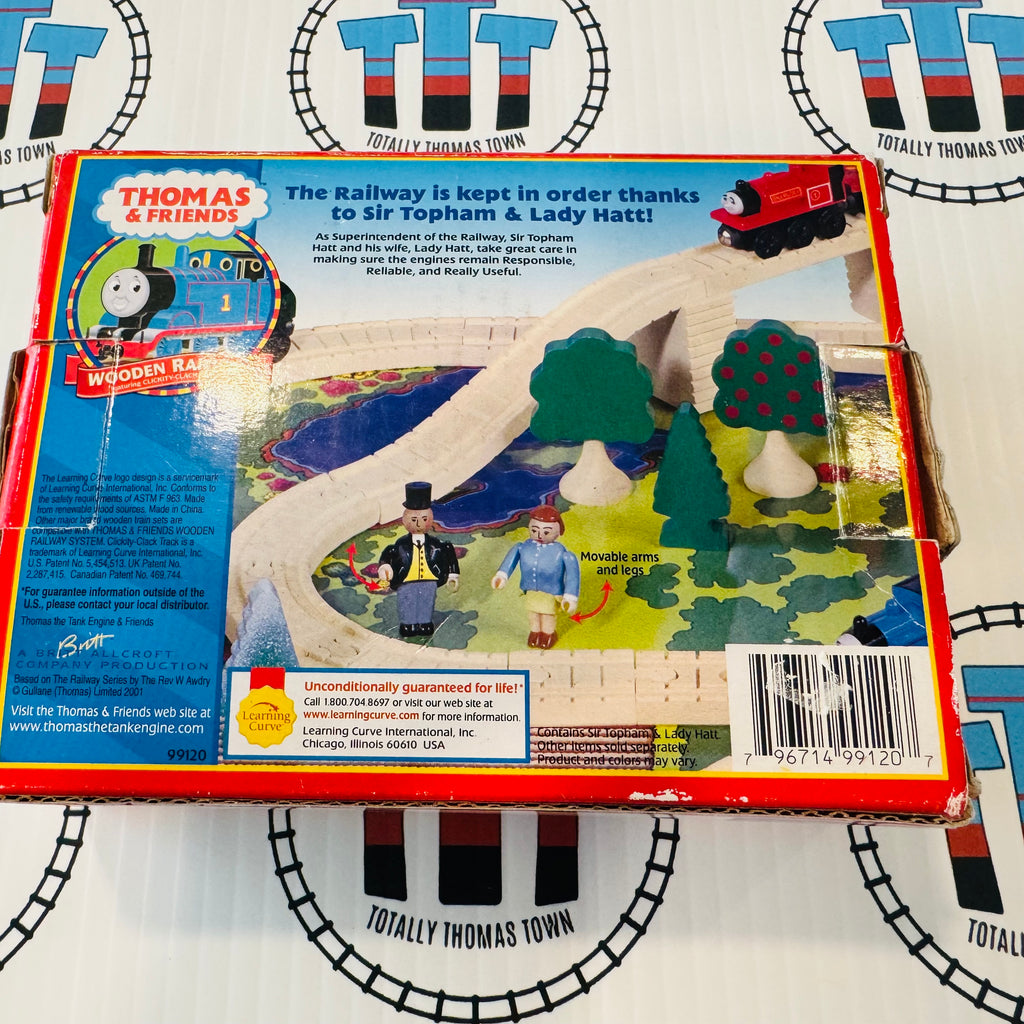 TOTALLY THOMAS TOWN
TOTALLY THOMAS TOWN
THOMAS
& FRIENDS
1
WOODEN
featuring CLICKITY-CLACK
The Railway is kept in order thanks
to Sir Topham & Lady Hatt!
As Superintendent of the Railway, Sir Topham
Hatt and his wife, Lady Hatt, take great care in
making sure the engines remain Responsible,
Reliable, and Really Useful.
Movable arms
and legs
The Learning Curve logo design is a servicemark
of Learning Curve International, Inc. Conforms to
the safety requirements of ASTM F 963. Made
from renewable wood sources. Made in China.
Other major brand wooden train sets are
compatible with THOMAS & FRIENDS WOODEN
RAILWAY SYSTEM. Clickity-Clack Track is a
trademark of Learning Curve International, Inc.
U.S. Patent No. 5,454,513. UK Patent No.
2,287,415. Canadian Patent No. 469,744.
*For guarantee information outside of the
U.S., please contact your local distributor.
Thomas the Tank Engine & Friends
Britt
A BRITT ALLCROFT
COMPANY PRODUCTION
Based on The Railway Series by The Rev W Awdry
© Gullane (Thomas) Limited 2001
Visit the Thomas & Friends web site at
www.thomasthetankengine.com
99120
Learning
Curve
Unconditionally guaranteed for life!*
Call 1.800.704.8697 or visit our web site at
www.learningcurve.com for more information.
Learning Curve International, Inc.
Chicago, Illinois 60610 USA
Contains Sir Topham & Lady Hatt.
Other items sold separately.
Product and colors may vary.
7 96714 99120 7
TOTALLY THOMAS TOWN